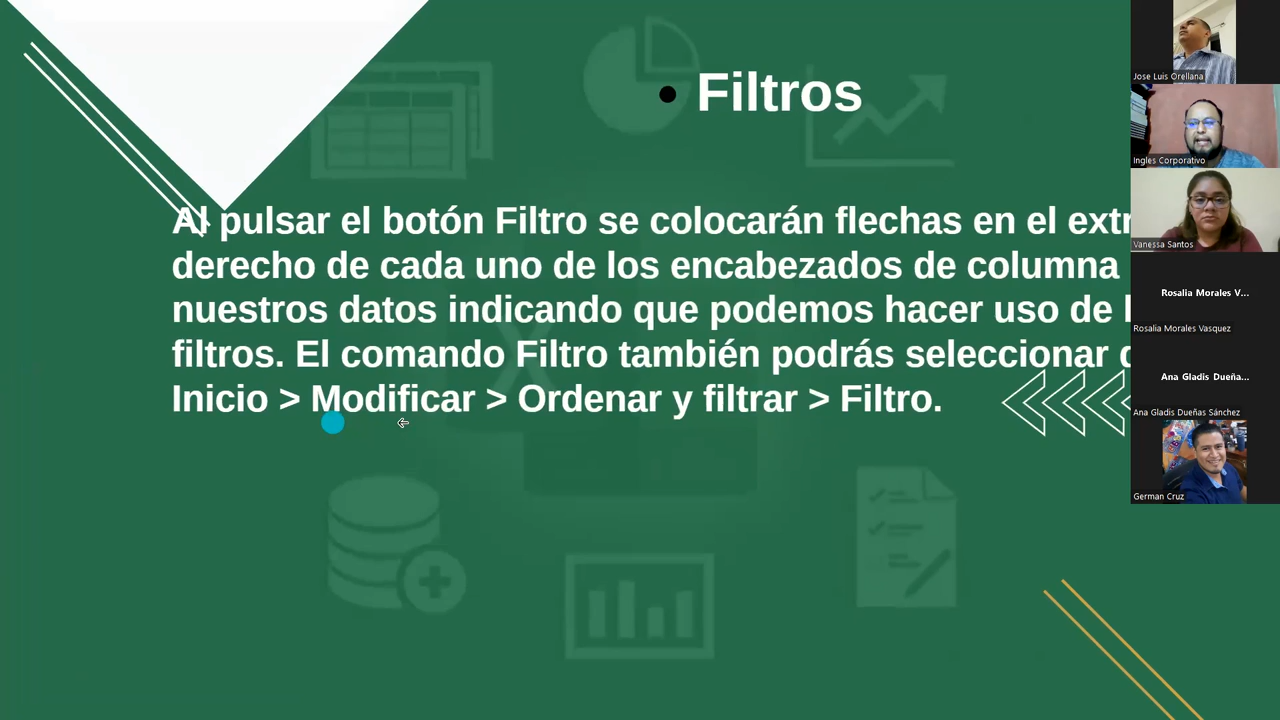 Filtros
Al pulsar el botón Filtro se colocarán flechas en el
derecho de cada uno de los encabezados de columna
nuestros datos indicando que podemos hacer uso de
filtros. El comando Filtro también podrás seleccionar
Inicio > Modificar > Ordenar y filtrar > Filtro.
Jose Luis Orellana
Ingles Corporativo
Vanessa Santos
Rosalia Morales V...
Rosalia Morales Vasquez
Ana Gladis Dueña...
Ana Gladis Dueñas Sánchez
German Cruz